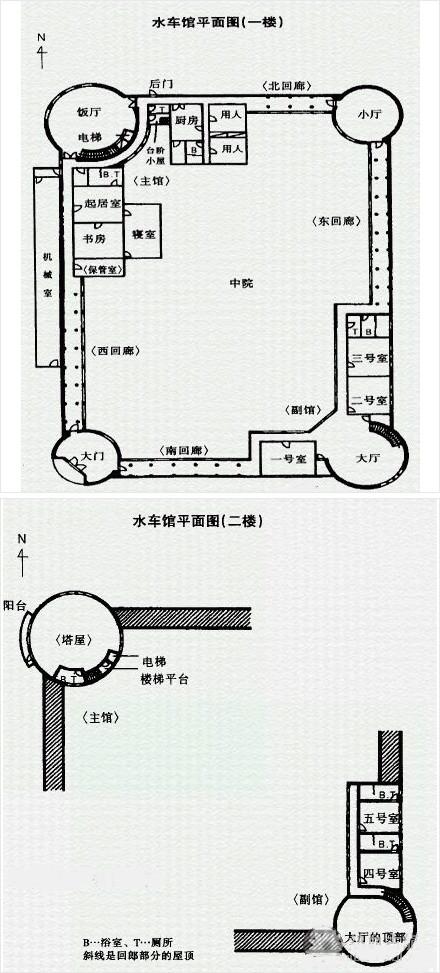 水车馆平面图(一楼)
N
后门
〈北回廊〉
饭厅
电梯
T
厨房
用人
小厅
台阶
小屋
B
用人
B.T
〈主馆〉
起居室
〈东回廊〉
书房
寝室
机械室
〈保管室〉
中院
T B
〈西回廊〉
三号室
二号室
〈副馆〉
大门
〈南回廊〉
一号室
大厅
水车馆平面图(二楼)
N
阳台
〈塔屋〉
电梯
B.T
楼梯平台
〈主馆〉
B.T
五号室
B.T
四号室
〈副馆〉
大厅的顶部
B…浴室、T…厕所
斜线是回郎部分的屋顶